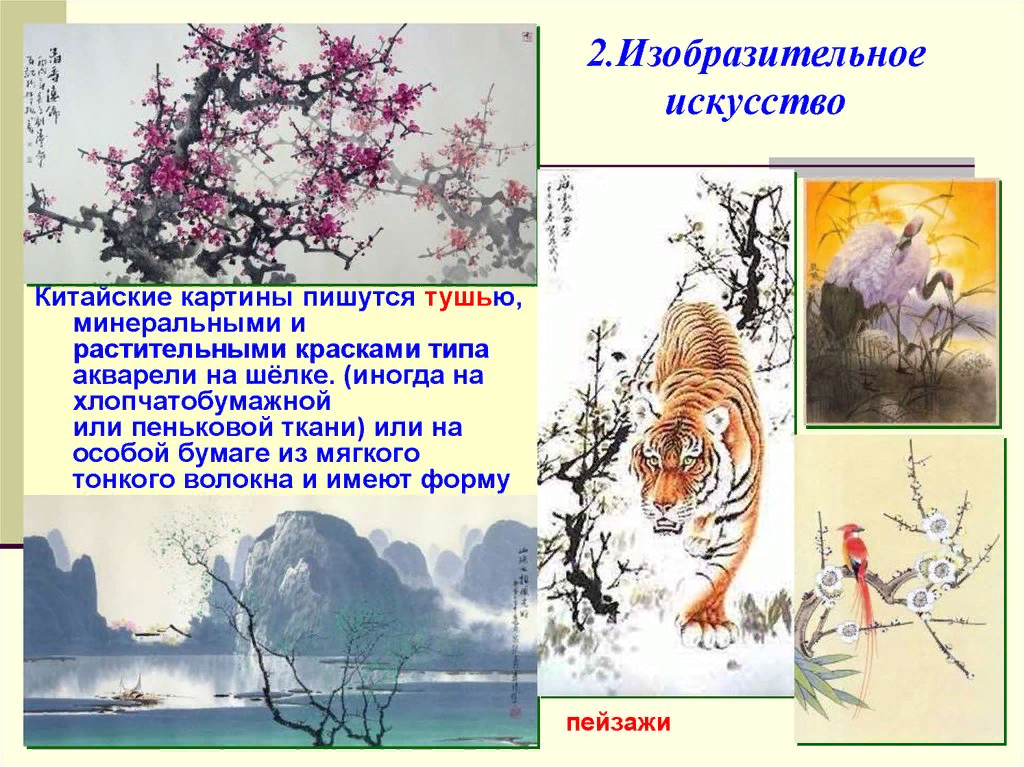 2.Изобразительное
искусство
Китайские картины пишутся тушью,
минеральными и
растительными красками типа
акварели на шёлке. (иногда на
хлопчатобумажной
или пеньковой ткани) или на
особой бумаге из мягкого
тонкого волокна и имеют форму
пейзажи